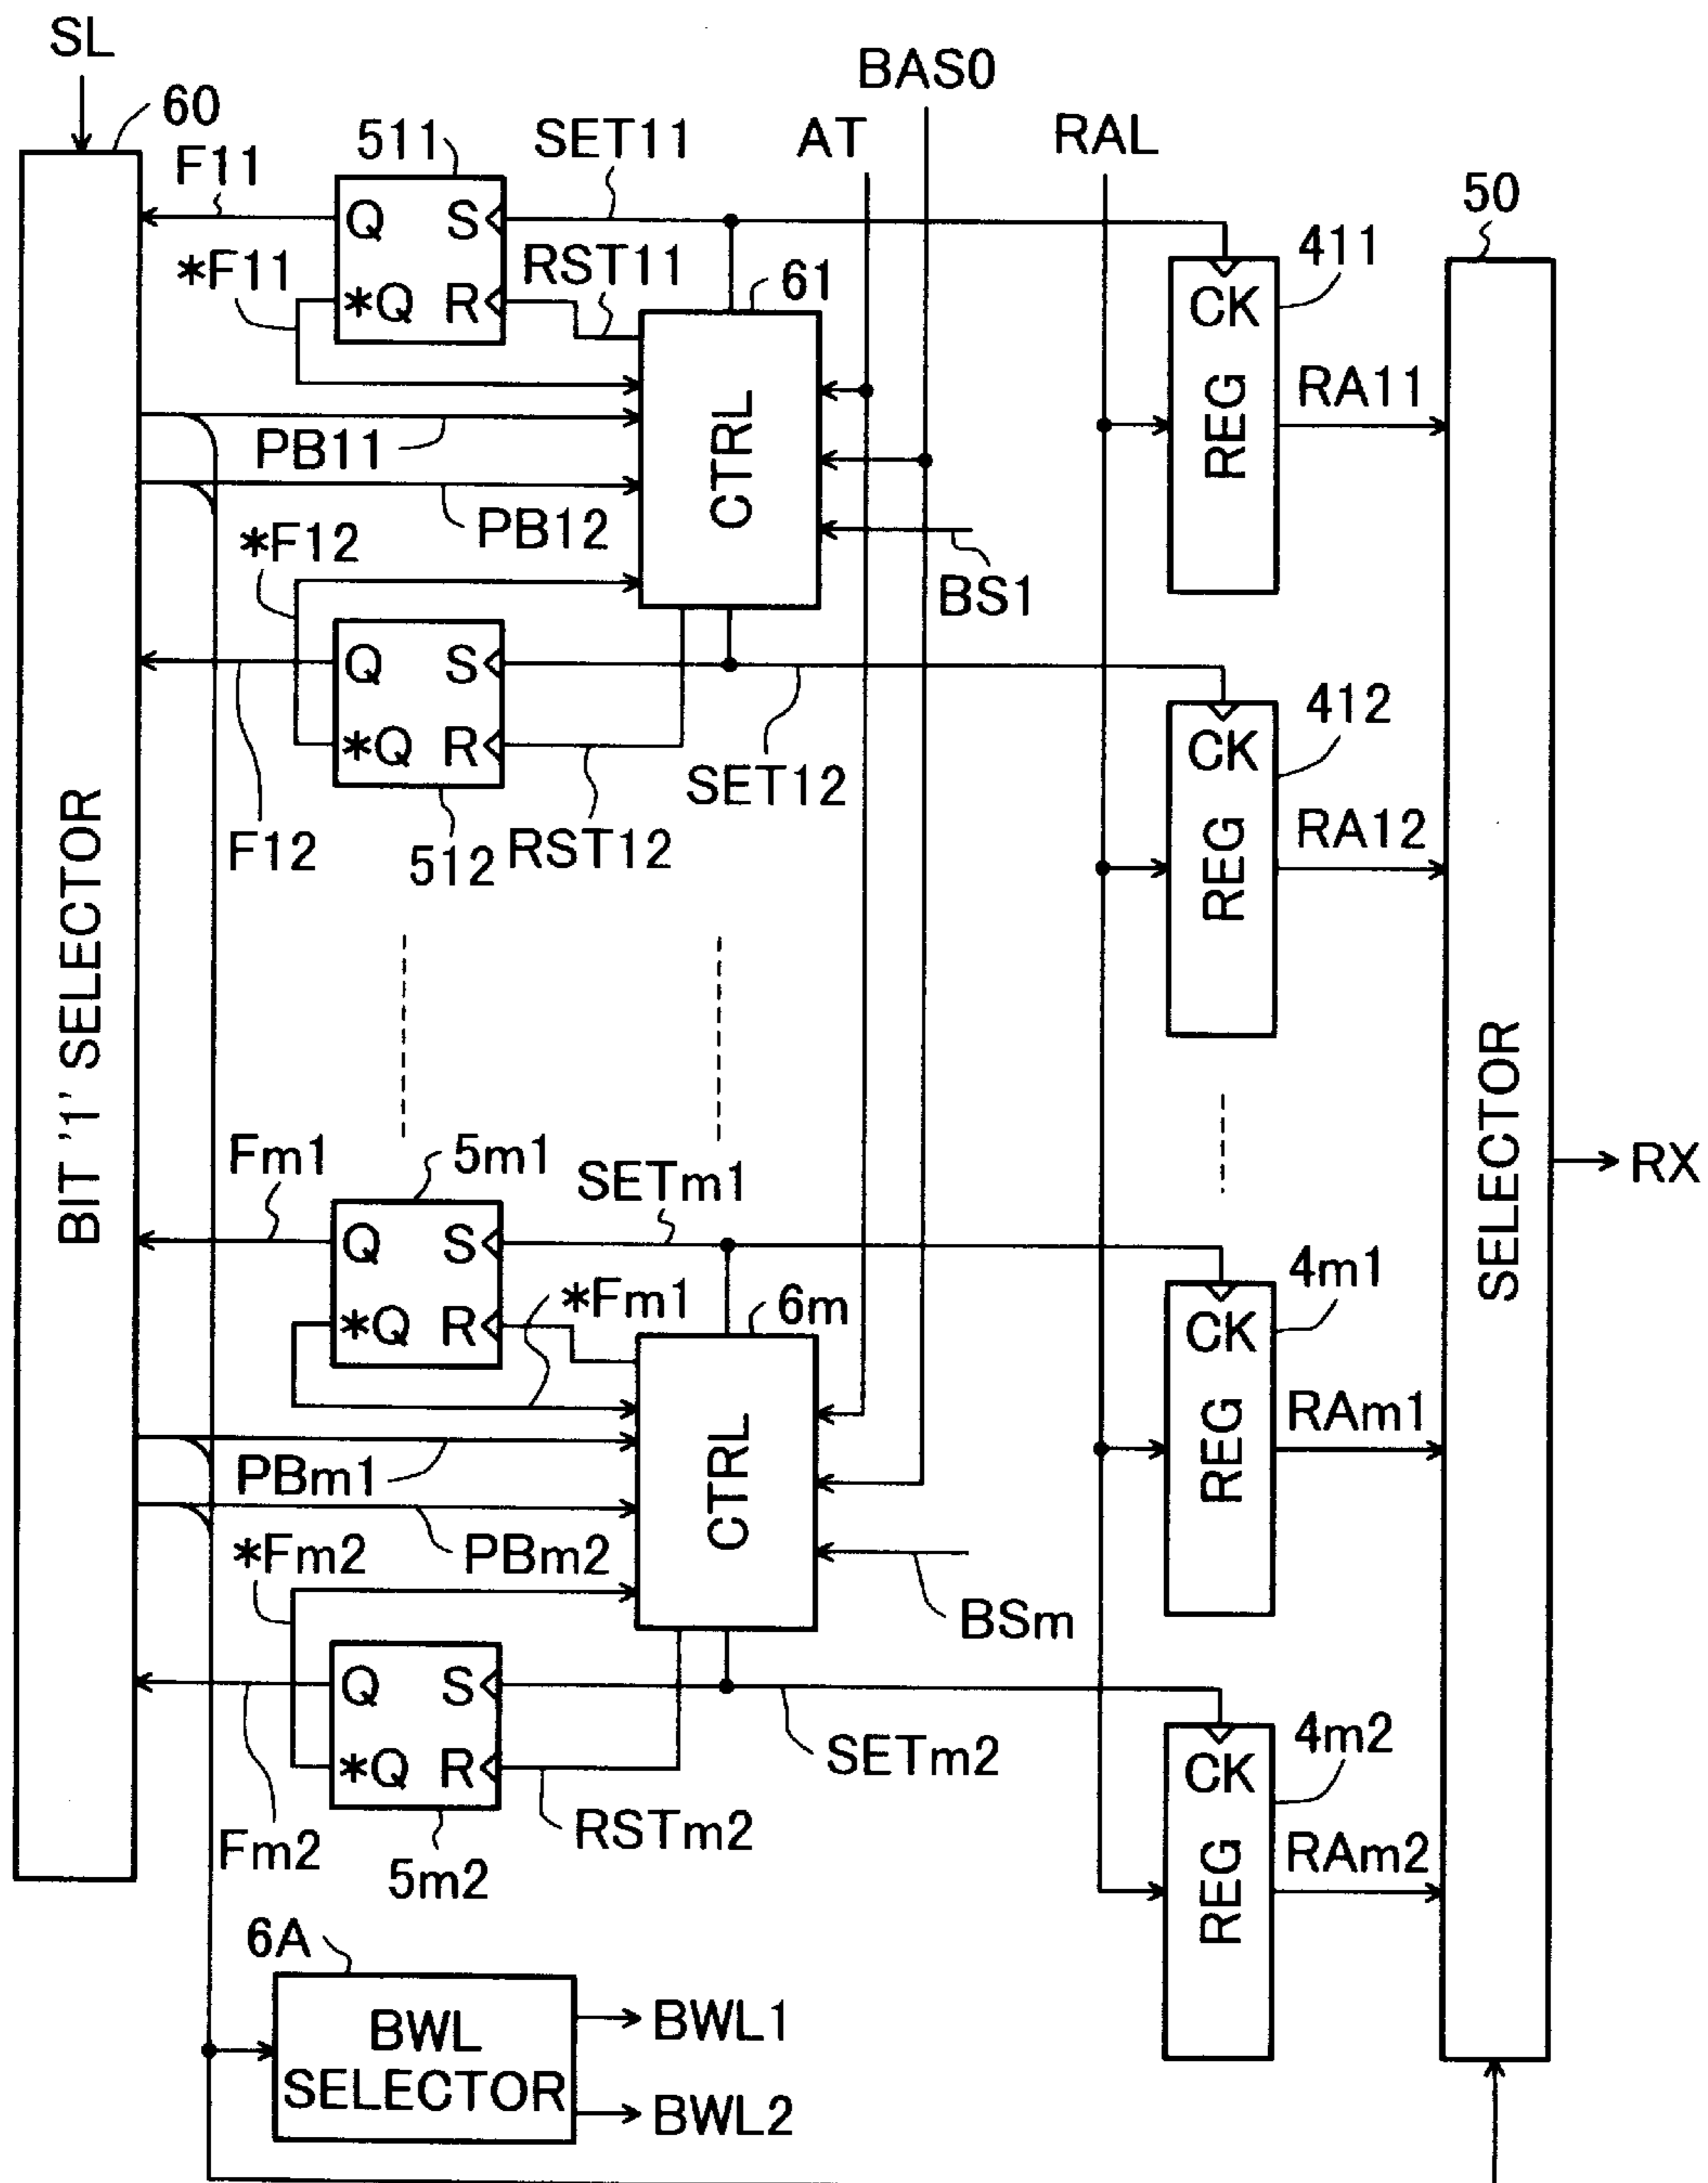 SL
BAS0
60
AT
RAL
F11
511
SET11
50
Q
S
*F11
RST11
411
*Q
R
61
CK
REG
RA11
CTRL
PB11
PB12
*F12
BS1
Q
S
412
*Q
R
CK
SET12
REG
RA12
F12
512
RST12
BIT '1' SELECTOR
SELECTOR
Fm1
5m1
SETm1
RX
Q
S
4m1
*Fm1
6m
*Q
R
CK
REG
RAm1
CTRL
PBm1
PBm2
*Fm2
BSm
Q
S
4m2
*Q
R
SETm2
CK
RSTm2
Fm2
5m2
REG
RAm2
6A
BWL
SELECTOR
BWL1
BWL2